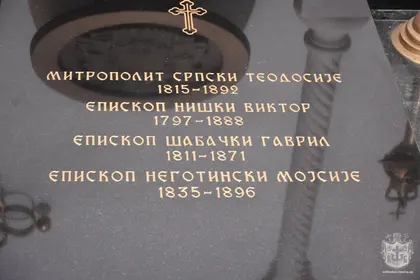 МИТРОПОЛИТ СРПСКИ ТЕОДОСИЈЕ
1815-1892
ЕПИСКОП НИШКИ ВИКТОР
1797-1888
ЕПИСКОП ШАБАЧКИ ГАВРИЛ
1811-1871
ЕПИСКОП НЕГОТИНСКИ МОЈСИЈЕ
1835-1896